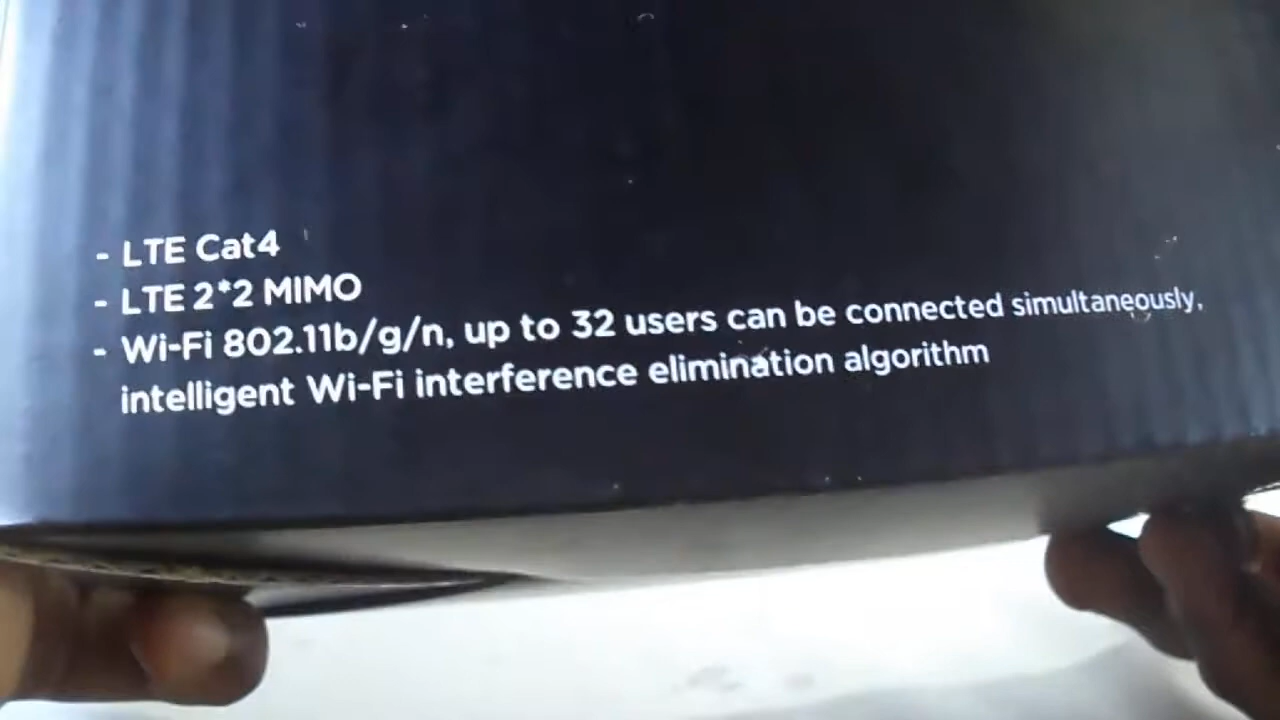 - LTE Cat4
- LTE 2*2 MIMO
- Wi-Fi 802.11b/g/n, up to 32 users can be connected simultaneously,
intelligent Wi-Fi interference elimination algorithm